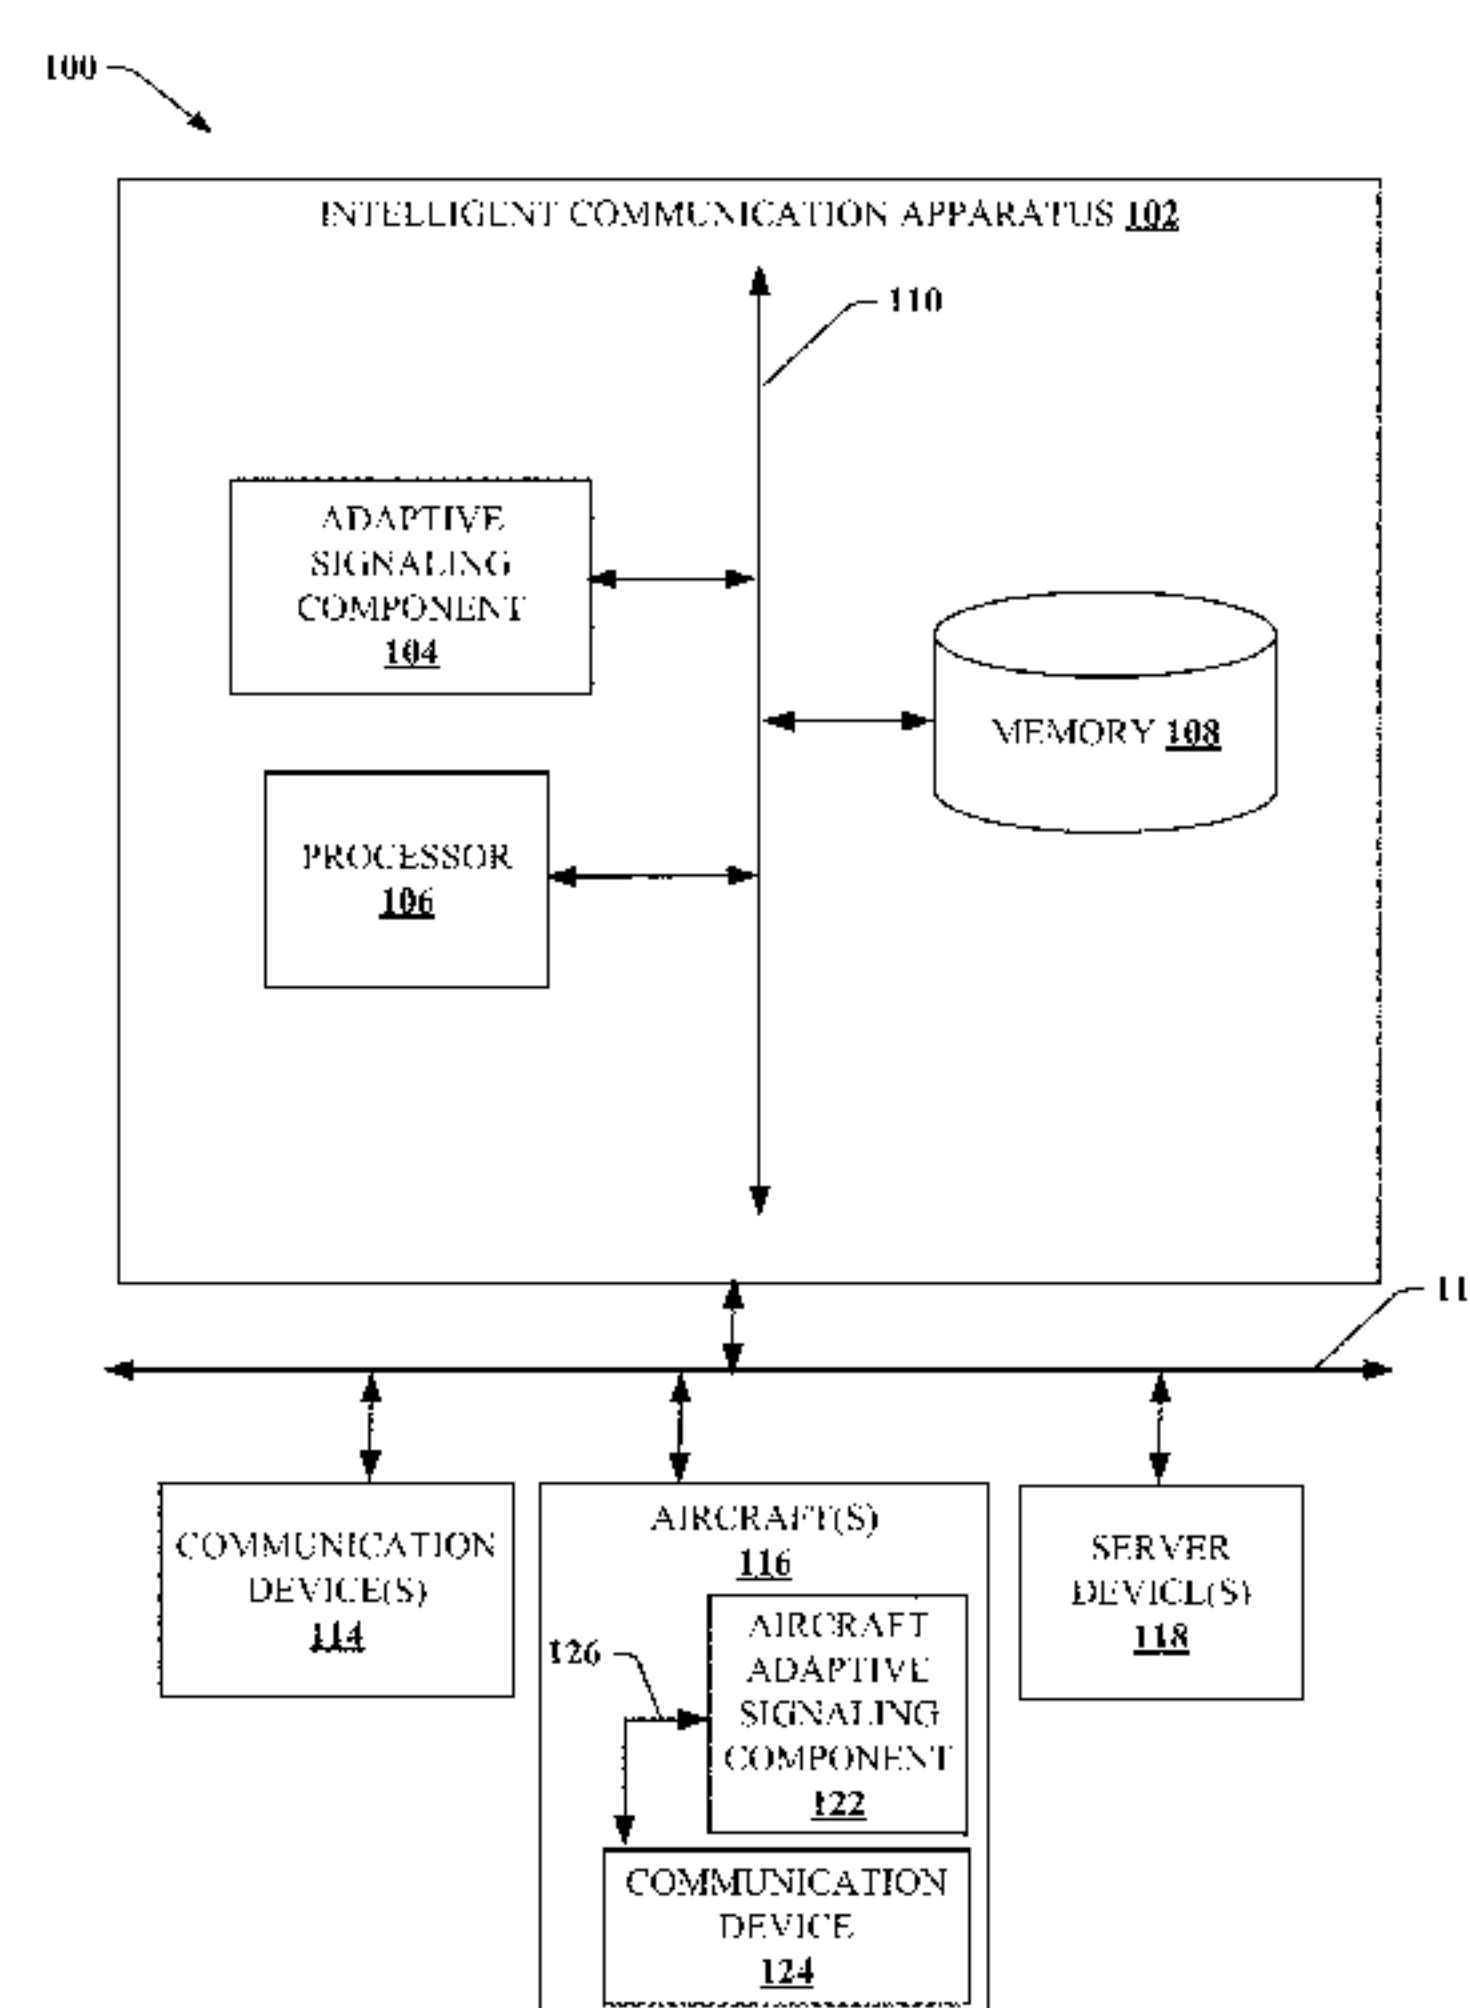 100
INTELLIGENT COMMUNICATION APPARATUS 102
110
ADAPTIVE
SIGNALING
COMPONENT
104
MEMORY 108
PROCESSOR
106
11
COMMUNICATION
DEVICE(S)
114
AIRCRAFT(S)
116
SERVER
DEVICE(S)
118
126
AIRCRAFT
ADAPTIVE
SIGNALING
COMPONENT
122
COMMUNICATION
DEVICE
124